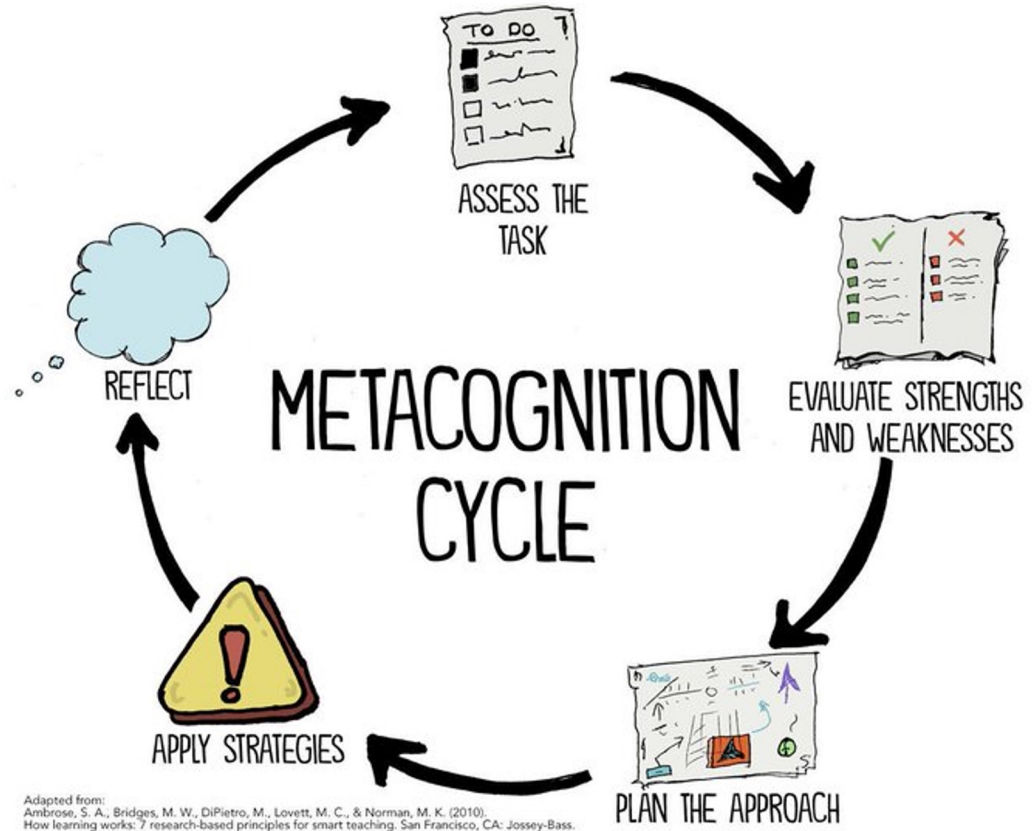 TO DO
ASSESS THE
TASK
EVALUATE STRENGTHS
AND WEAKNESSES
REFLECT
METACOGNITION
CYCLE
APPLY STRATEGIES
PLAN THE APPROACH
Adapted from:
Ambrose, S. A., Bridges, M. W., DiPietro, M., Lovett, M. C., & Norman, M. K. (2010).
How learning works: 7 research-based principles for smart teaching. San Francisco, CA: Jossey-Bass.